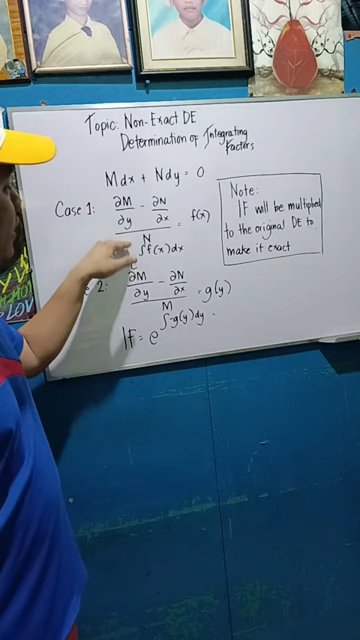 Topic: Non-Exact DE
Determination of Integrating Factors
Mdx + Ndy = 0
Case 1: (∂M/∂y - ∂N/∂x) / N = f(x)
e^∫f(x)dx
2: (∂M/∂y - ∂N/∂x) / M = g(y)
IF = e^∫-g(y)dy
Note:
IF will be multiplied
to the original DE to
make it exact